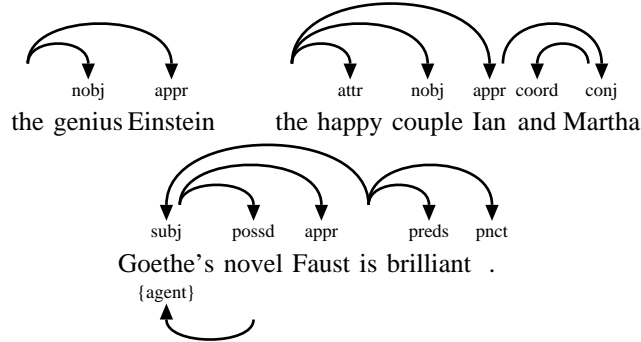 nobj appr attr nobj appr coord conj
the genius Einstein the happy couple Ian and Martha
subj possd appr preds pnct
Goethe's novel Faust is brilliant .
{agent}